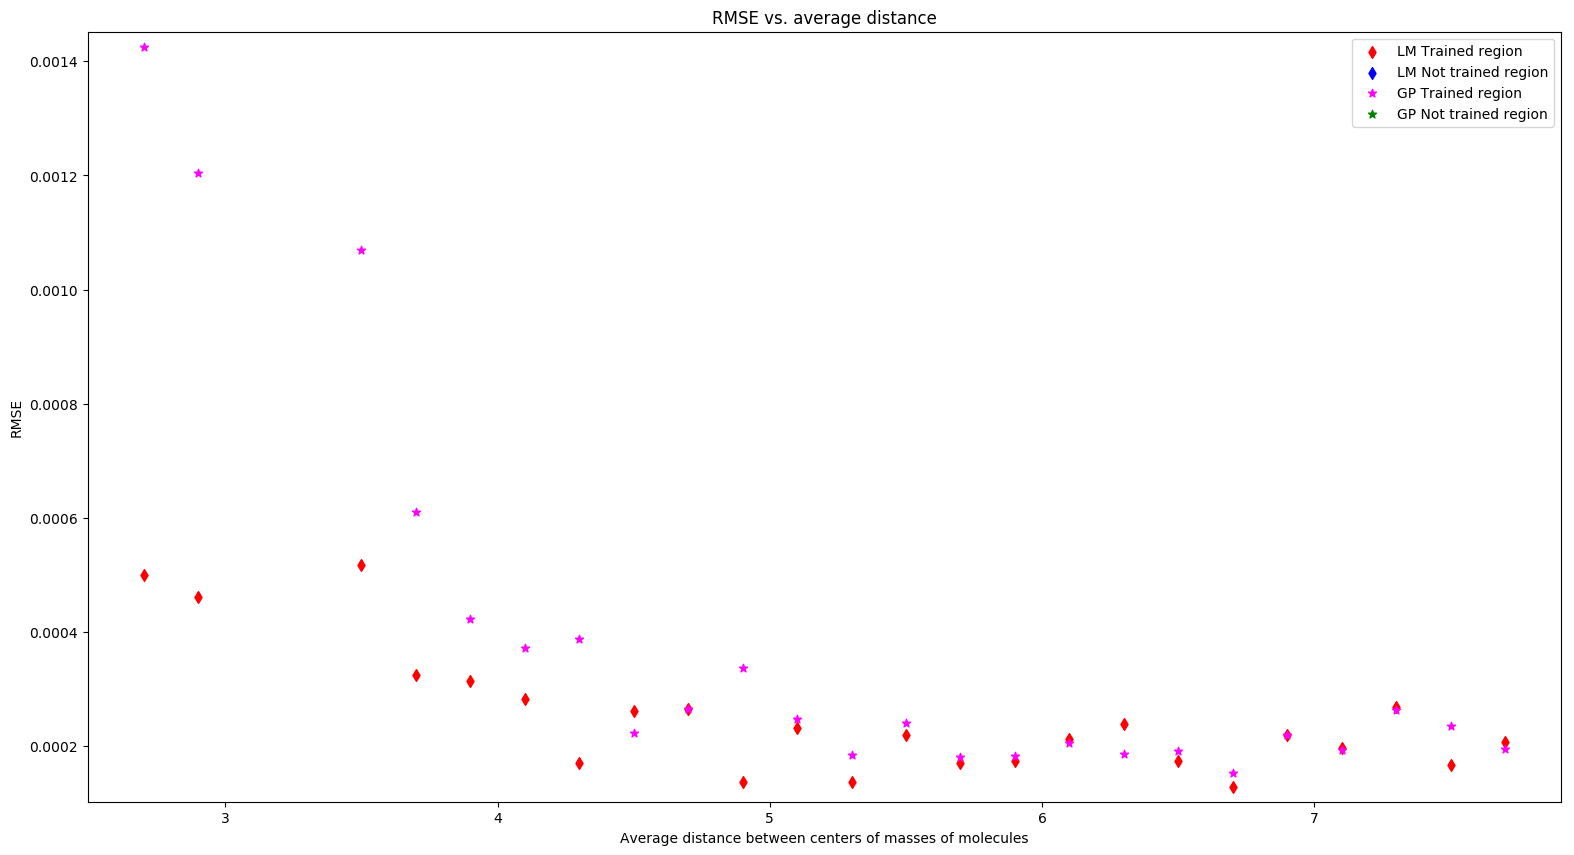 RMSE vs. average distance
LM Trained region
LM Not trained region
GP Trained region
GP Not trained region
0.0014
0.0012
0.0010
0.0008
0.0006
0.0004
0.0002
RMSE
3 4 5 6 7
Average distance between centers of masses of molecules